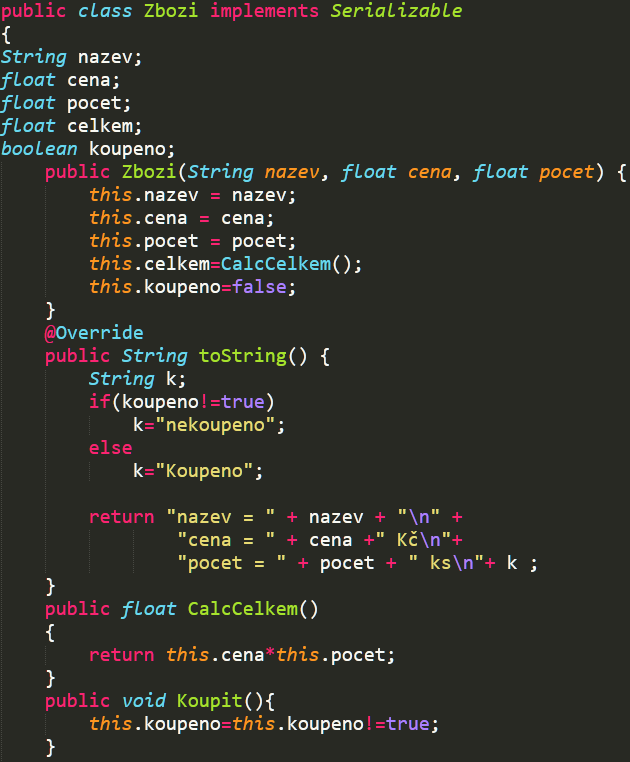 public class Zbozi implements Serializable
{
String nazev;
float cena;
float pocet;
float celkem;
boolean koupeno;
    public Zbozi(String nazev, float cena, float pocet) {
        this.nazev = nazev;
        this.cena = cena;
        this.pocet = pocet;
        this.celkem=CalcCelkem();
        this.koupeno=false;
    }
    @Override
    public String toString() {
        String k;
        if(koupeno!=true)
            k="nekoupeno";
        else
            k="Koupeno";

        return "nazev = " + nazev + "\n" +
                "cena = " + cena +" Kč\n"+
                "pocet = " + pocet + " ks\n"+ k ;
    }
    public float CalcCelkem()
    {
        return this.cena*this.pocet;
    }
    public void Koupit(){
        this.koupeno=this.koupeno!=true;
    }